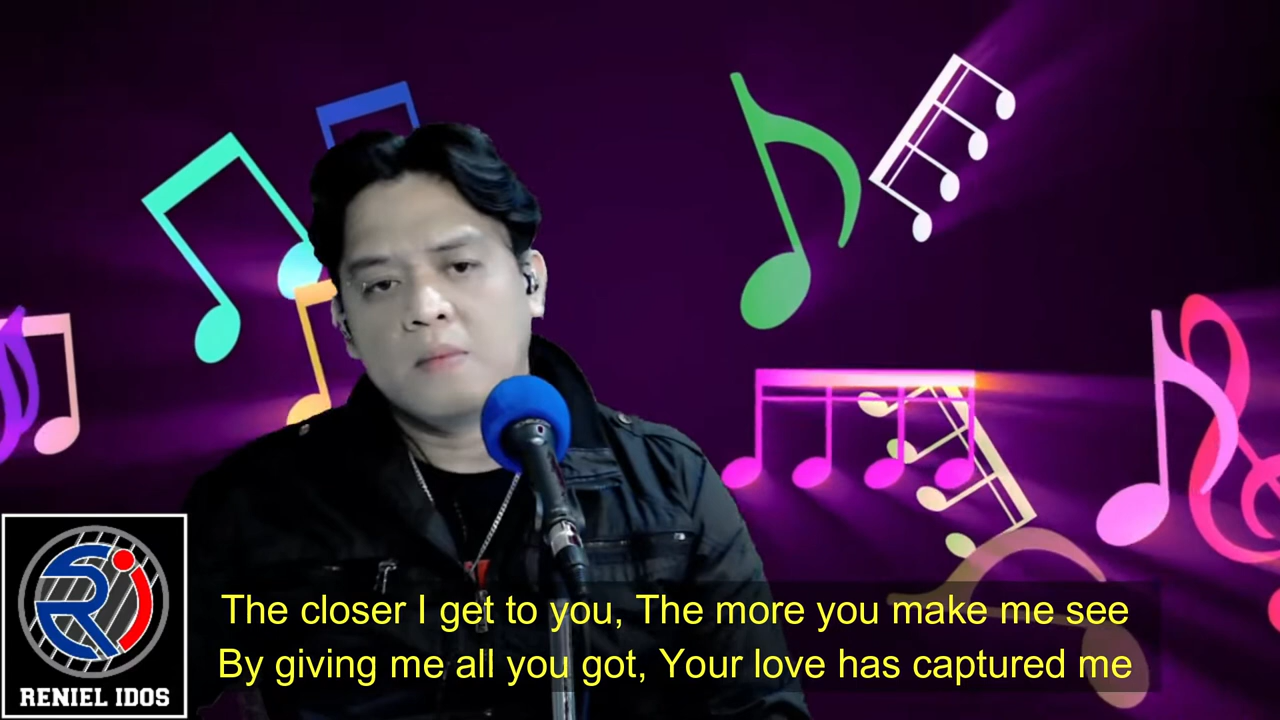 The closer I get to you, The more you make me see
By giving me all you got, Your love has captured me
RENIEL IDOS